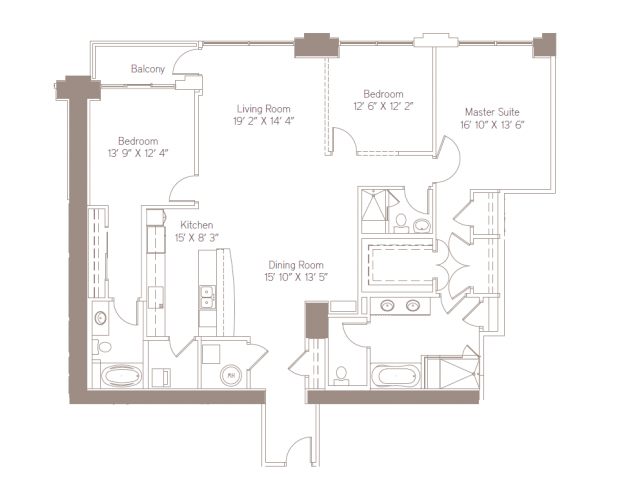 Balcony
Bedroom
12' 6" X 12' 2"
Living Room
19' 2" X 14' 4"
Master Suite
16' 10" X 13' 6"
Bedroom
13' 9" X 12' 4"
Kitchen
15' X 8' 3"
Dining Room
15' 10" X 13' 5"
WH